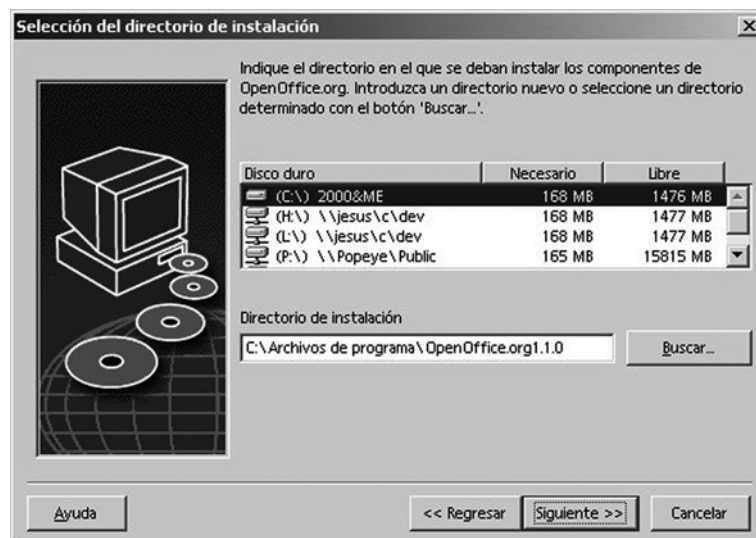 Selección del directorio de instalación
Indique el directorio en el que se deban instalar los componentes de
OpenOffice.org. Introduzca un directorio nuevo o seleccione un directorio
determinado con el botón 'Buscar...'.
Disco duro Necesario Libre
(C:\) 2000&ME 168 MB 1476 MB
(H:\) \\jesus\c\dev 168 MB 1477 MB
(L:\) \\jesus\c\dev 168 MB 1477 MB
(P:\) \\Popeye\Public 165 MB 15815 MB
Directorio de instalación
C:\Archivos de programa\OpenOffice.org1.1.0 Buscar...
Ayuda << Regresar Siguiente >> Cancelar